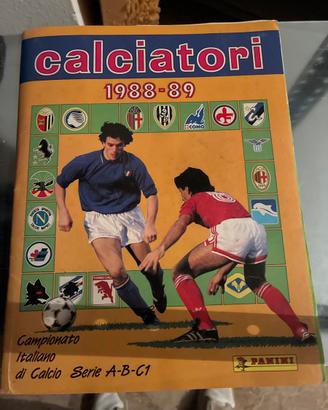 calciatori
1988-89
COMO
Campionato
Italiano
di Calcio Serie A-B-C1
PANINI